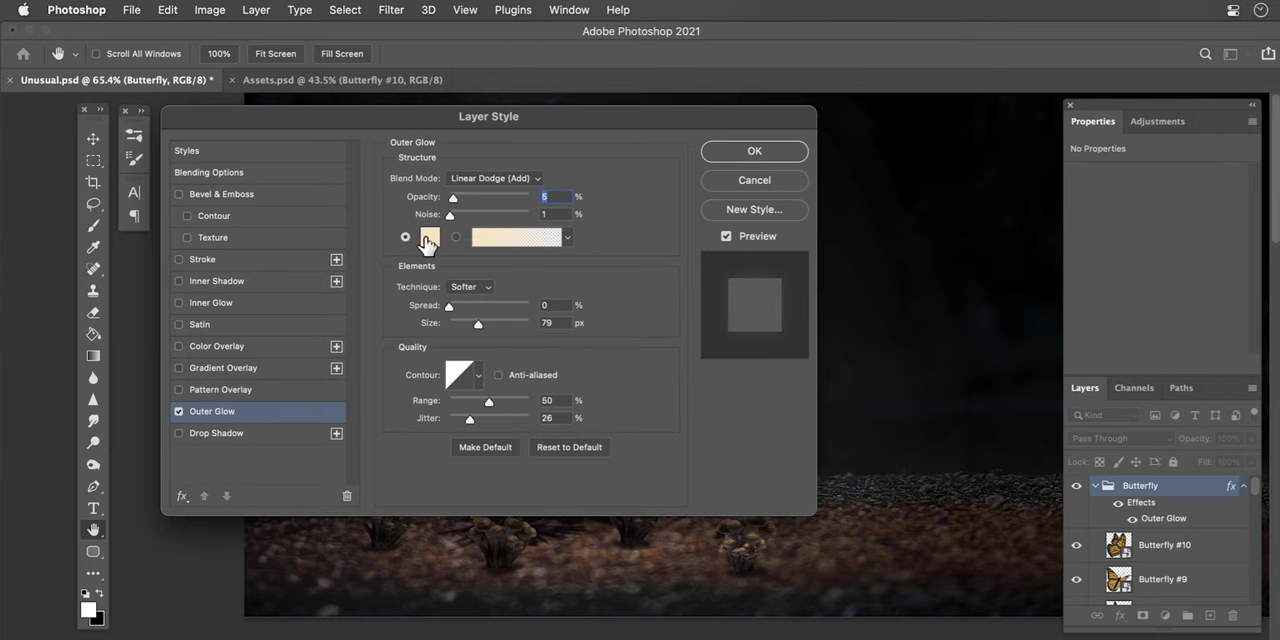 Photoshop File Edit Image Layer Type Select Filter 3D View Plugins Window Help
Adobe Photoshop 2021
Scroll All Windows 100% Fit Screen Fill Screen
Unusual.psd @ 65.4% (Butterfly, RGB/8) * Assets.psd @ 43.5% (Butterfly #10, RGB/8)
Layer Style
Styles
Blending Options
Bevel & Emboss
Contour
Texture
Stroke
Inner Shadow
Inner Glow
Satin
Color Overlay
Gradient Overlay
Pattern Overlay
Outer Glow
Drop Shadow
fx
Outer Glow
Structure
Blend Mode: Linear Dodge (Add)
Opacity: 5 %
Noise: 1 %
Elements
Technique: Softer
Spread: 0 %
Size: 79 px
Quality
Contour: Anti-aliased
Range: 50 %
Jitter: 26 %
Make Default Reset to Default
OK
Cancel
New Style...
Preview
Properties Adjustments
No Properties
Layers Channels Paths
Kind
Pass Through Opacity: 100%
Lock: Fill: 100%
Butterfly fx
Effects
Outer Glow
Butterfly #10
Butterfly #9
fx